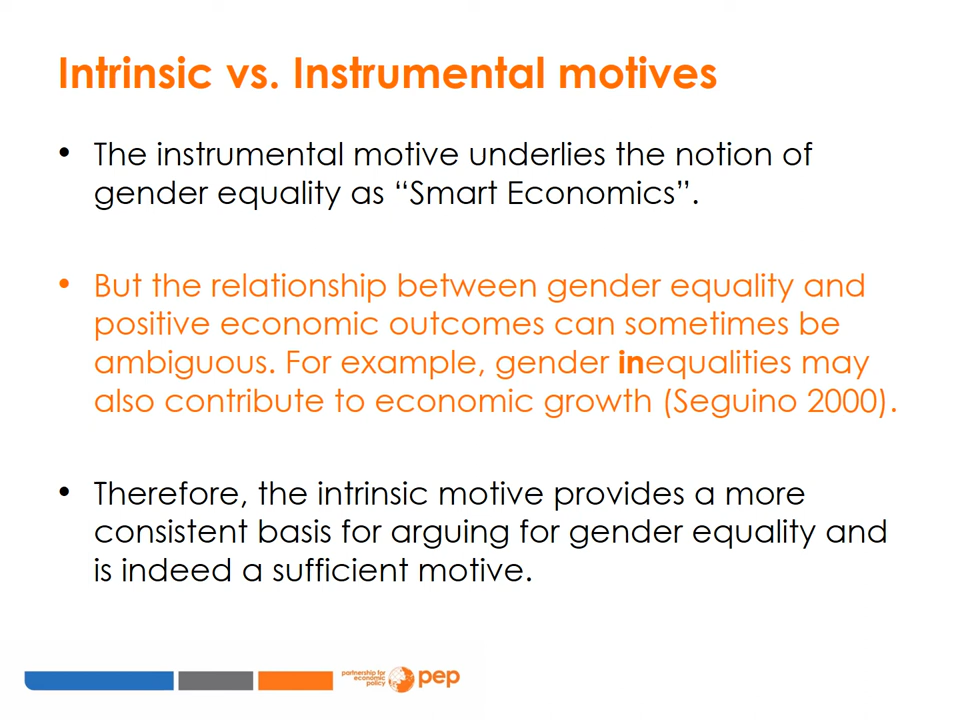 Intrinsic vs. Instrumental motives
• The instrumental motive underlies the notion of
gender equality as “Smart Economics”.
• But the relationship between gender equality and
positive economic outcomes can sometimes be
ambiguous. For example, gender inequalities may
also contribute to economic growth (Seguino 2000).
• Therefore, the intrinsic motive provides a more
consistent basis for arguing for gender equality and
is indeed a sufficient motive.
partnership for
economic
policy
pep